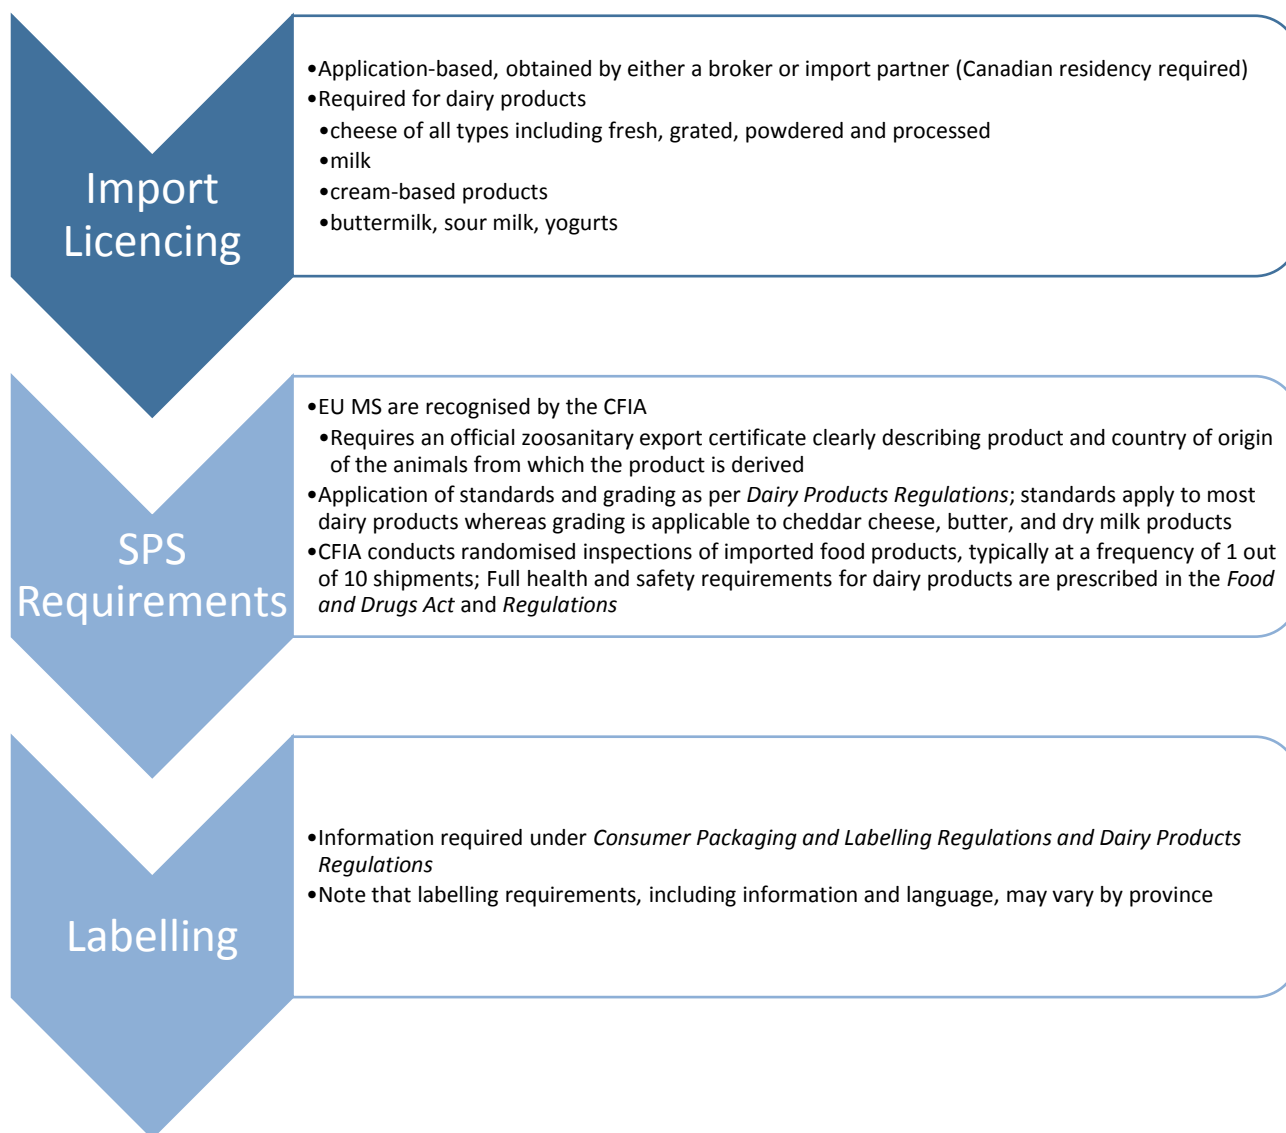 Import
Licencing
•Application-based, obtained by either a broker or import partner (Canadian residency required)
•Required for dairy products
•cheese of all types including fresh, grated, powdered and processed
•milk
•cream-based products
•buttermilk, sour milk, yogurts
SPS
Requirements
•EU MS are recognised by the CFIA
•Requires an official zoosanitary export certificate clearly describing product and country of origin
of the animals from which the product is derived
•Application of standards and grading as per Dairy Products Regulations; standards apply to most
dairy products whereas grading is applicable to cheddar cheese, butter, and dry milk products
•CFIA conducts randomised inspections of imported food products, typically at a frequency of 1 out
of 10 shipments; Full health and safety requirements for dairy products are prescribed in the Food
and Drugs Act and Regulations
Labelling
•Information required under Consumer Packaging and Labelling Regulations and Dairy Products
Regulations
•Note that labelling requirements, including information and language, may vary by province